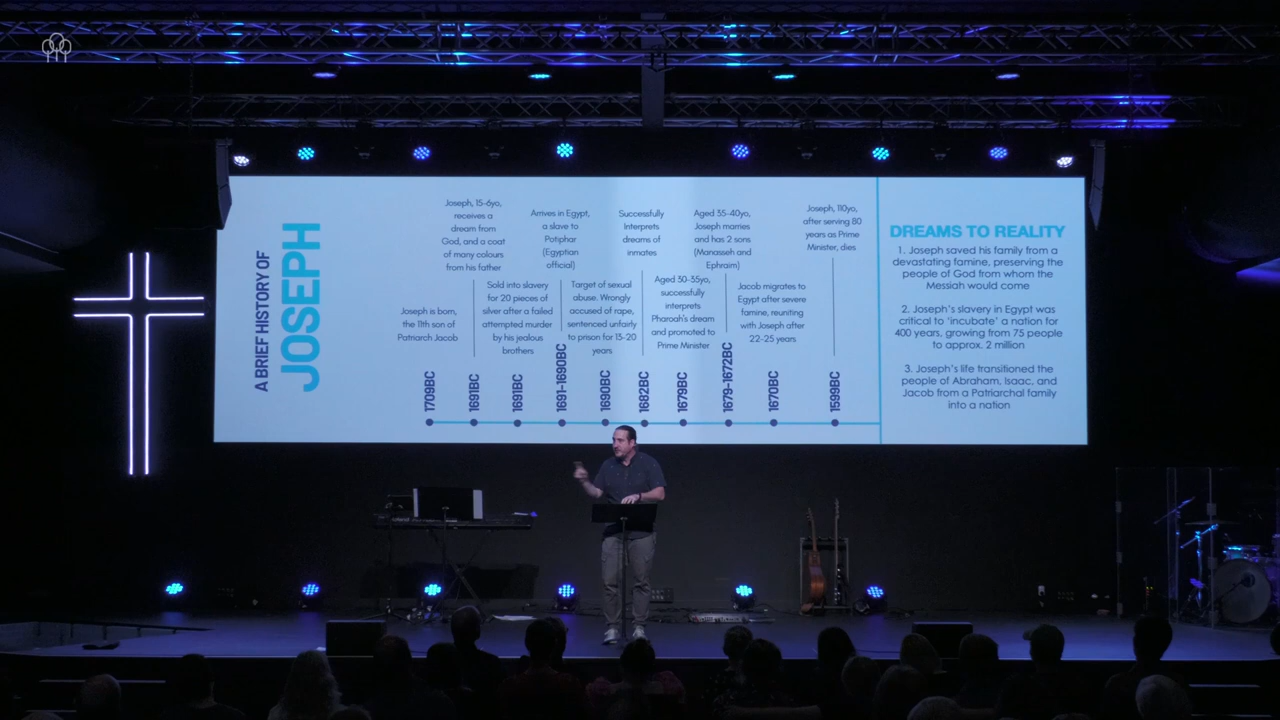 A BRIEF HISTORY OF
JOSEPH
Joseph is born,
the 11th son of
Patriarch Jacob
1709BC
Joseph, 15-6yo,
receives a
dream from
God, and a coat
of many colours
from his father
1691BC
Sold into slavery
for 20 pieces of
silver after a failed
attempted murder
by his jealous
brothers
1691BC
Arrives in Egypt,
a slave to
Potiphar
(Egyptian
official)
1691-1690BC
Target of sexual
abuse. Wrongly
accused of rape,
sentenced unfairly
to prison for 13-20
years
1690BC
Successfully
Interprets
dreams of
inmates
1682BC
Aged 30-35yo,
successfully
interprets
Pharoah's dream
and promoted to
Prime Minister
1679BC
Aged 35-40yo,
Joseph marries
and has 2 sons
(Manasseh and
Ephraim)
1679-1672BC
Jacob migrates to
Egypt after severe
famine, reuniting
with Joseph after
22-25 years
1670BC
Joseph, 110yo,
after serving 80
years as Prime
Minister, dies
1599BC
DREAMS TO REALITY
1. Joseph saved his family from a
devastating famine, preserving the
people of God from whom the
Messiah would come
2. Joseph's slavery in Egypt was
critical to 'incubate' a nation for
400 years, growing from 75 people
to approx. 2 million
3. Joseph's life transitioned the
people of Abraham, Isaac, and
Jacob from a Patriarchal family
into a nation